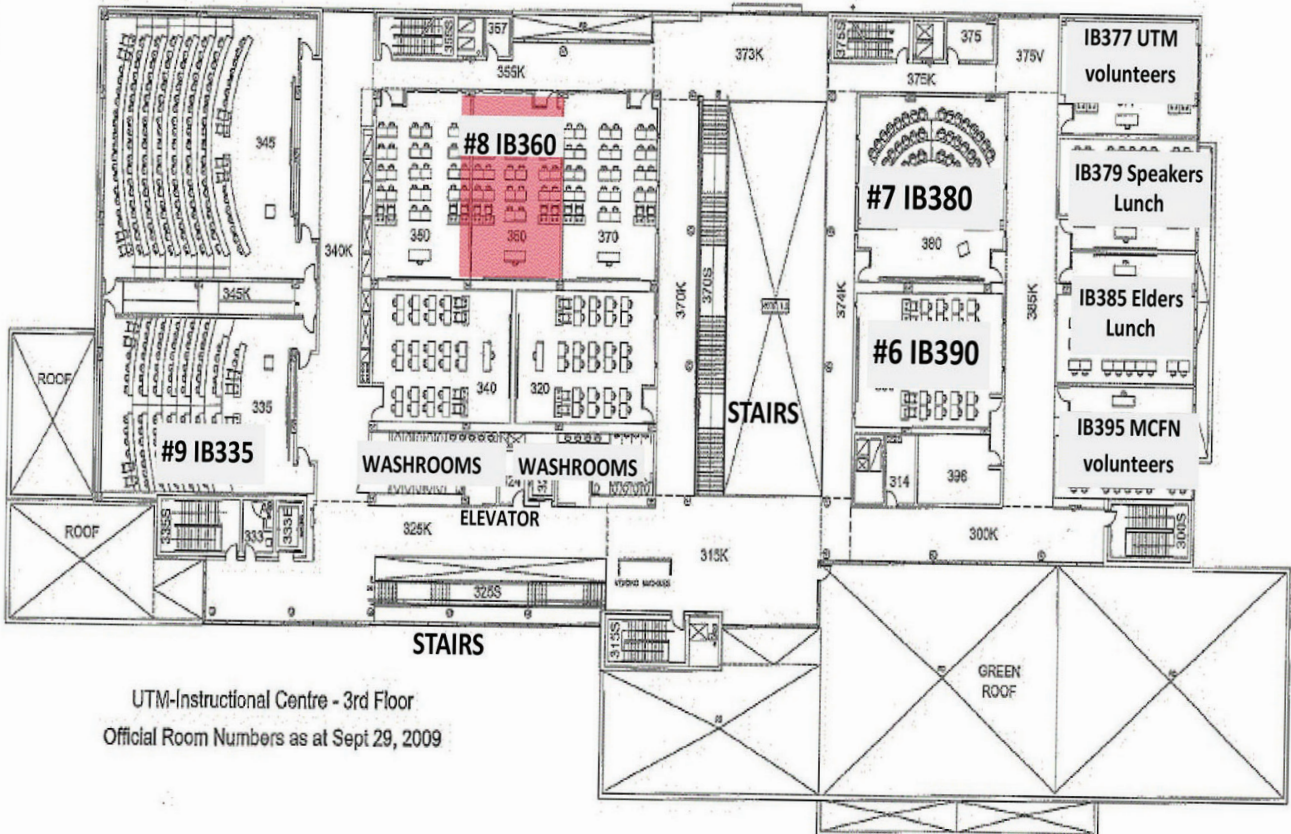 365S
357
373K
375S
375
375V
IB377 UTM
volunteers
355K
375K
345
#8 IB360
IB379 Speakers
Lunch
#7 IB380
350
360
370
380
340K
345K
370K
370S
374K
385K
IB385 Elders
Lunch
#6 IB390
340
320
ROOF
335
STAIRS
#9 IB335
IB395 MCFN
volunteers
WASHROOMS
WASHROOMS
314
396
ELEVATOR
ROOF
335S
333
333E
325K
315K
300K
300S
325S
STAIRS
315S
GREEN
ROOF
UTM-Instructional Centre - 3rd Floor
Official Room Numbers as at Sept 29, 2009